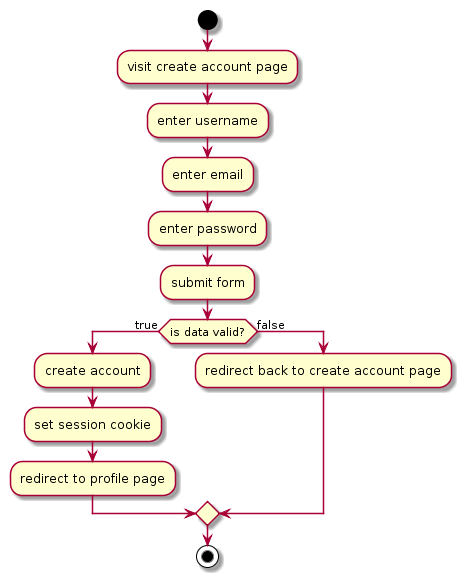 visit create account page
enter username
enter email
enter password
submit form
true
is data valid?
false
create account
redirect back to create account page
set session cookie
redirect to profile page